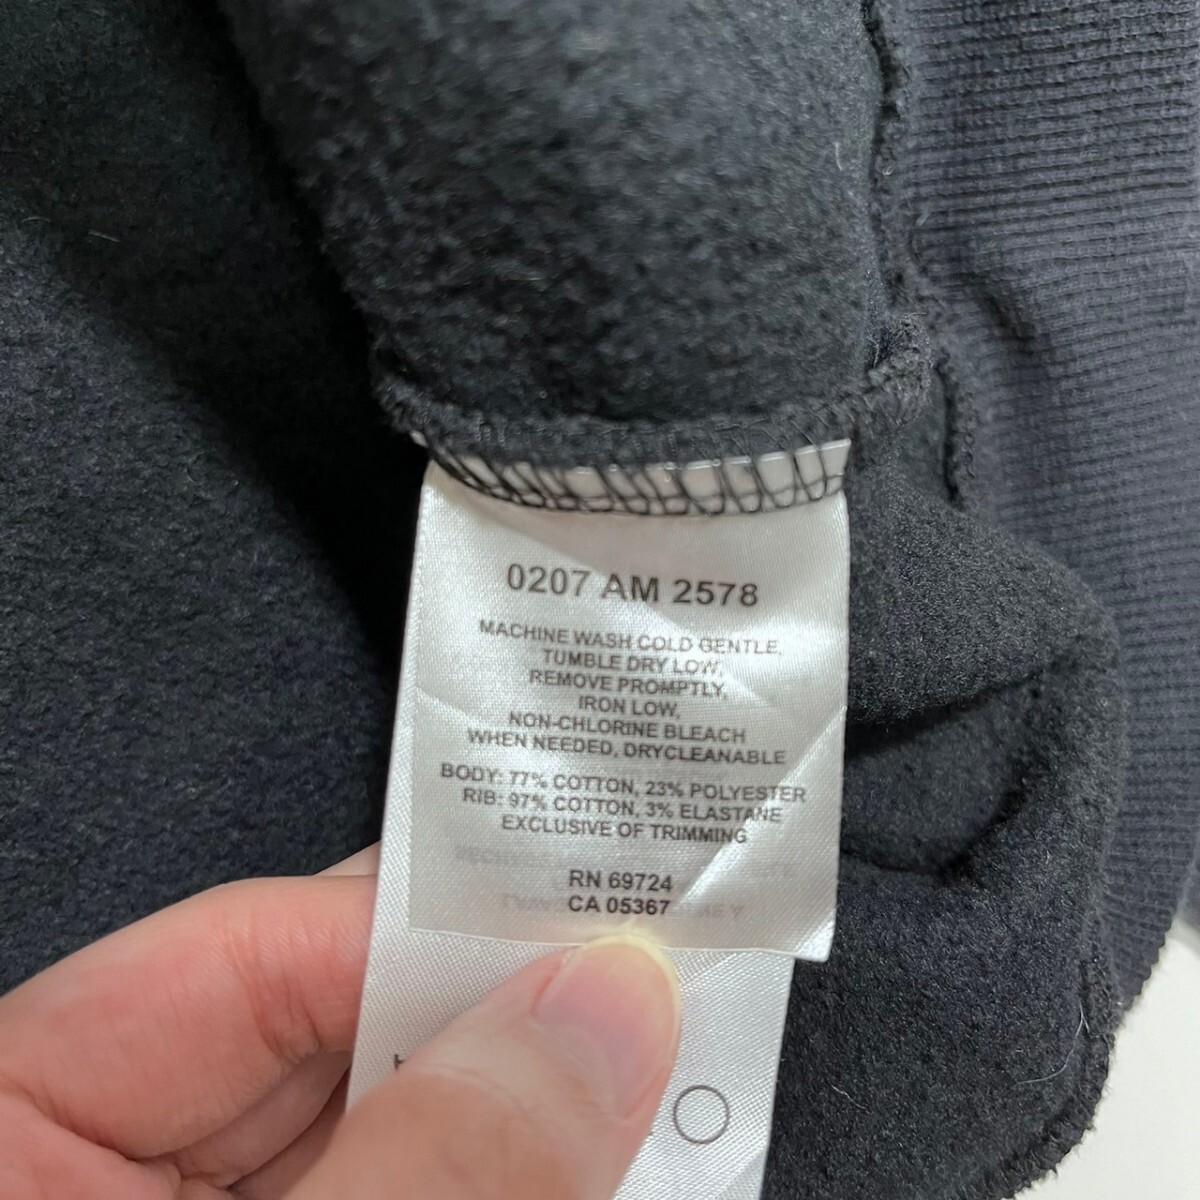 0207 AM 2578
MACHINE WASH COLD GENTLE,
TUMBLE DRY LOW,
REMOVE PROMPTLY,
IRON LOW,
NON-CHLORINE BLEACH
WHEN NEEDED, DRYCLEANABLE
BODY: 77% COTTON, 23% POLYESTER
RIB: 97% COTTON, 3% ELASTANE
EXCLUSIVE OF TRIMMING
RN 69724
CA 05367